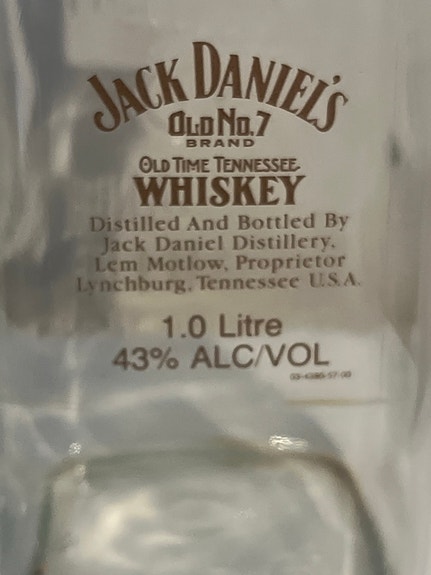 JACK DANIEL'S
OLD NO.7
BRAND
OLD TIME TENNESSEE
WHISKEY
Distilled And Bottled By
Jack Daniel Distillery,
Lem Motlow, Proprietor
Lynchburg, Tennessee U.S.A.
1.0 Litre
43% ALC/VOL